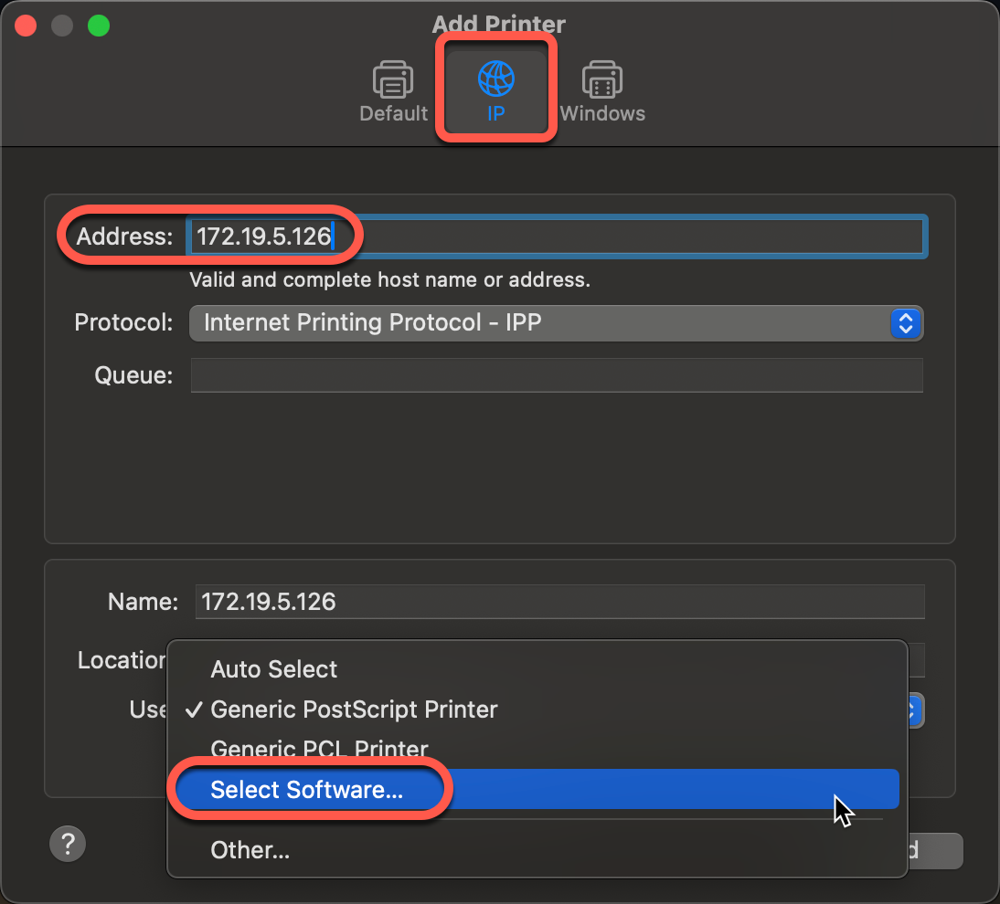 Add Printer
Default
IP
Windows
Address: 172.19.5.126
Valid and complete host name or address.
Protocol: Internet Printing Protocol - IPP
Queue:
Name: 172.19.5.126
Location
Auto Select
Use
✓ Generic PostScript Printer
Generic PCL Printer
Select Software...
Other...
?